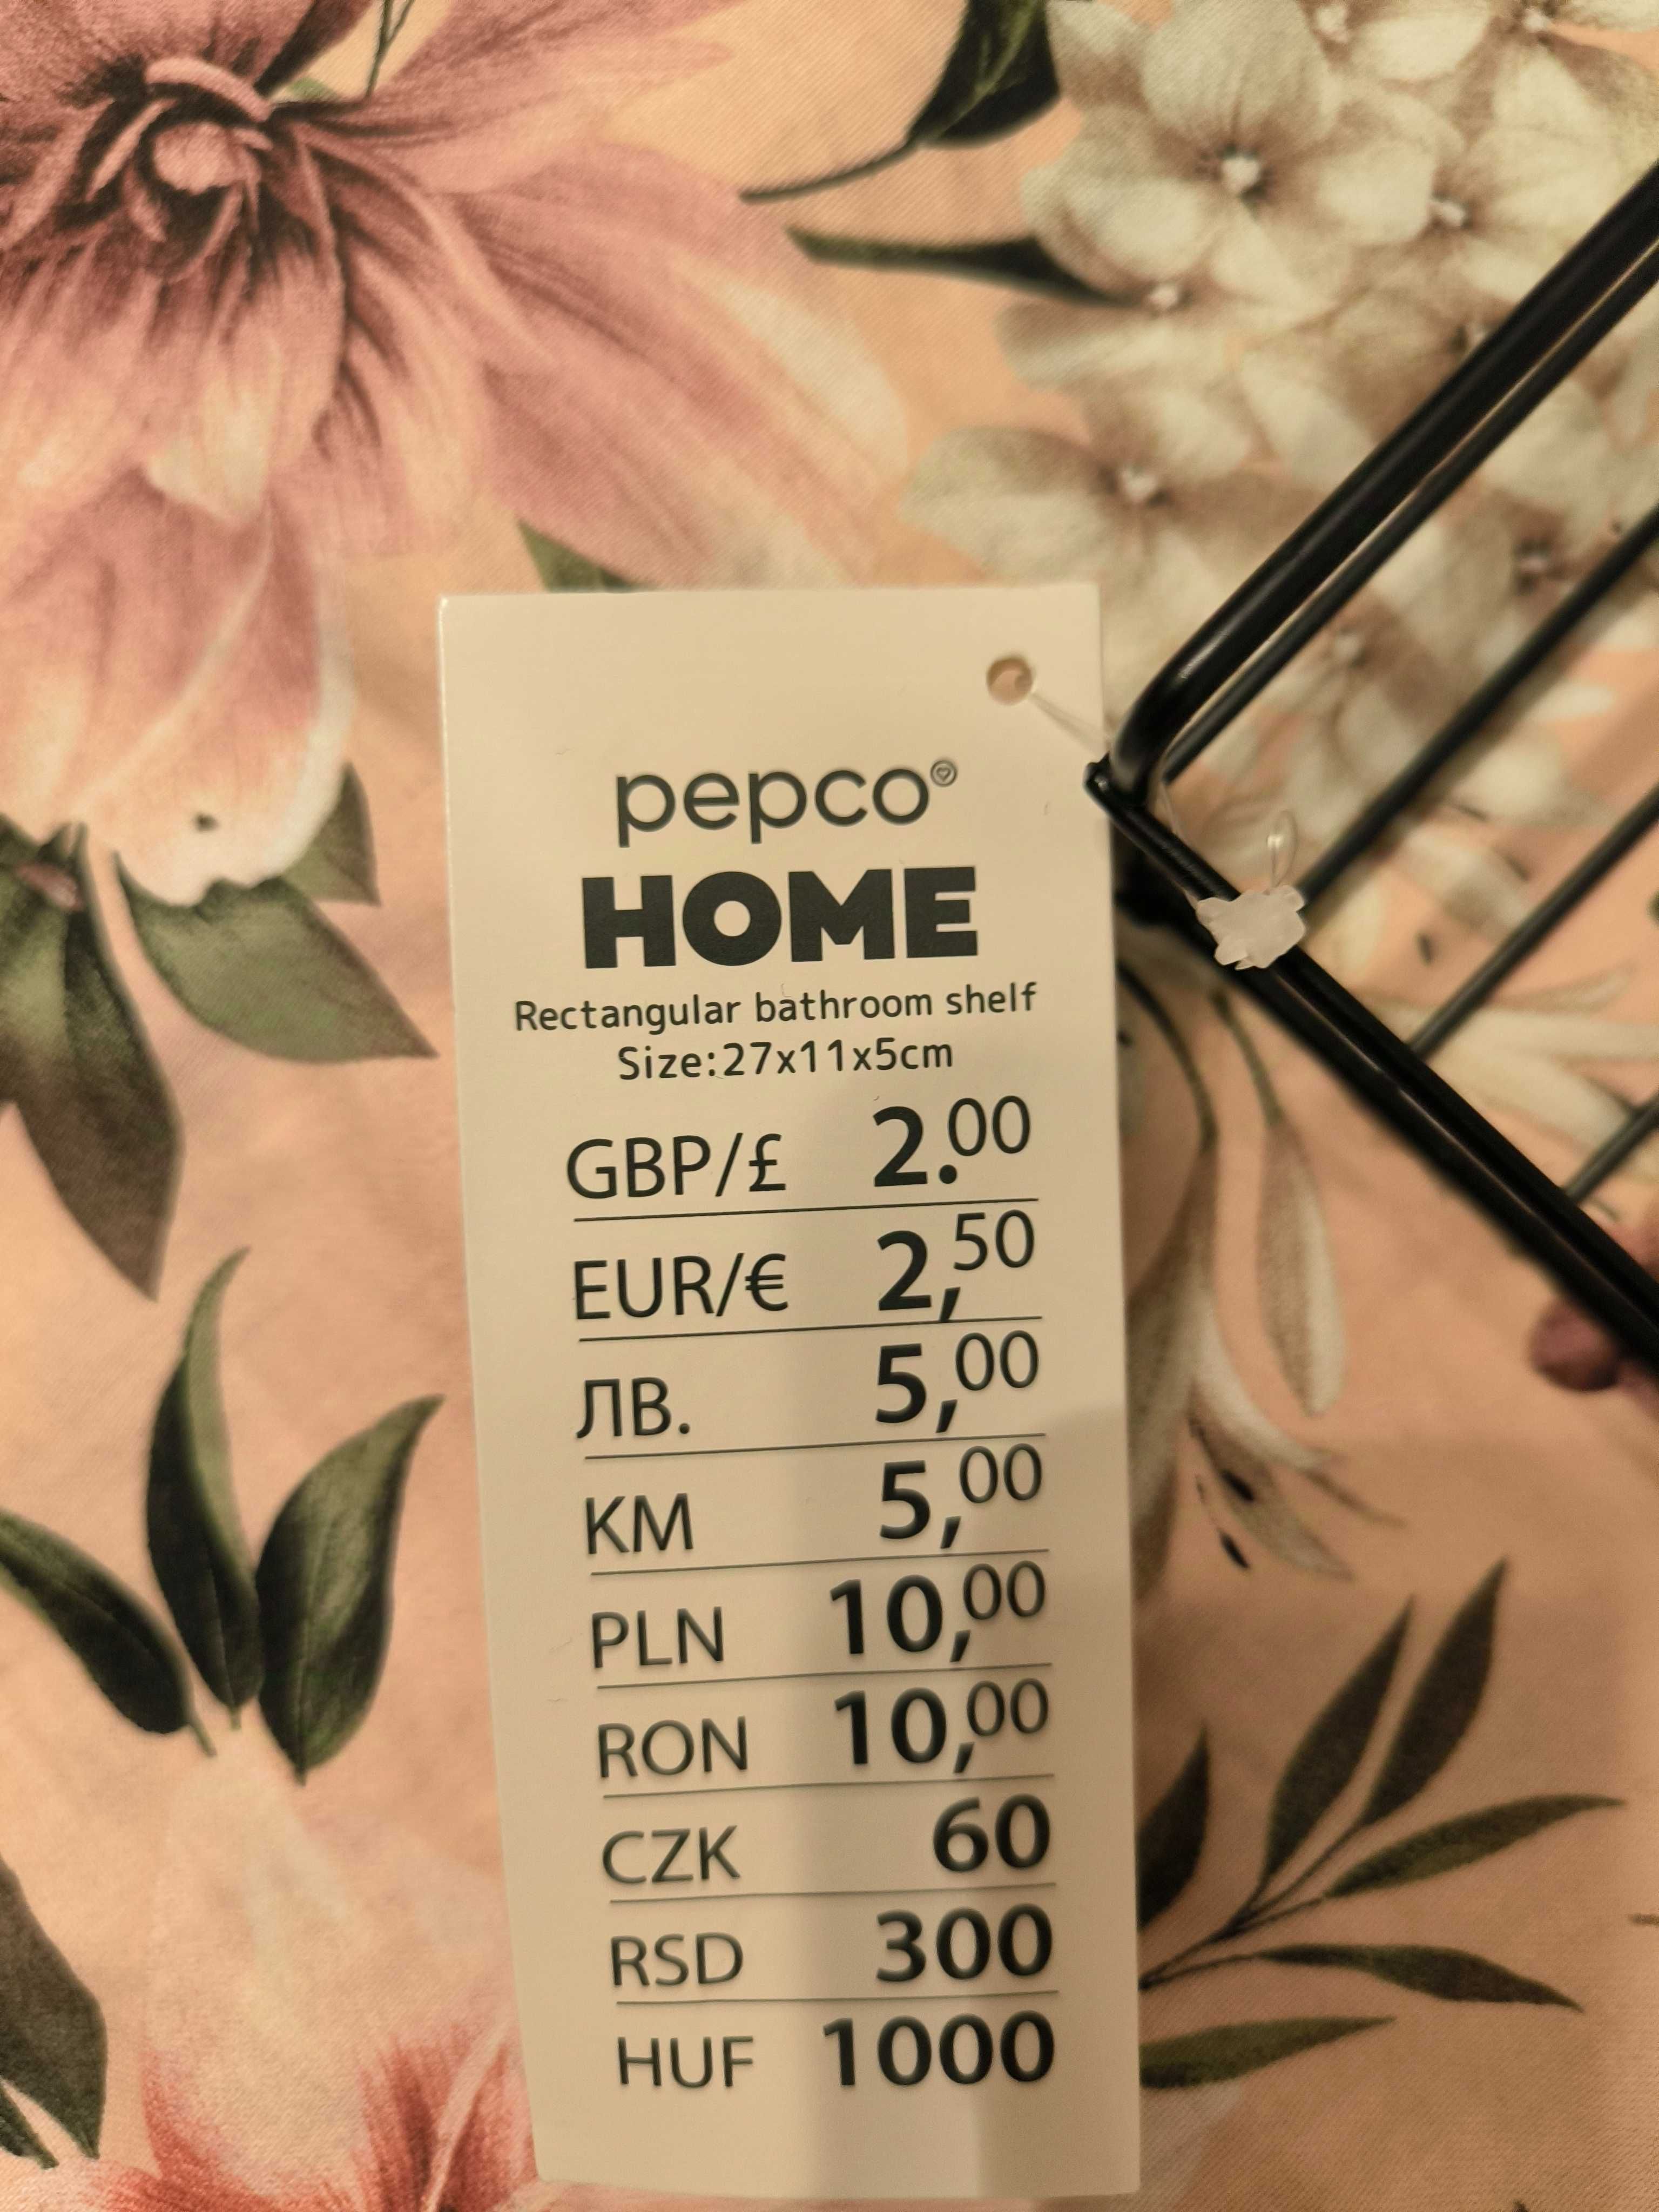 pepco
HOME
Rectangular bathroom shelf
Size:27x11x5cm
GBP/£ 2.00
EUR/€ 2,50
ЛВ. 5,00
KM 5,00
PLN 10,00
RON 10,00
CZK 60
RSD 300
HUF 1000